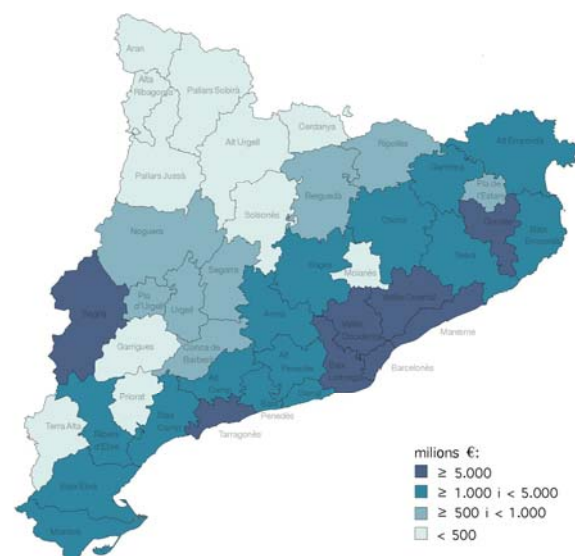 Aran
Alta
Ribagorça
Pallars Sobirà
Cerdanya
Alt Urgell
Ripollès
Alt Empordà
Garrotxa
Pallars Jussà
Berguedà
Pla de
l'Estany
Solsonès
Osona
Gironès
Baix
Empordà
Noguera
Selva
Bages
Moianès
Segarra
Pla
d'Urgell
Urgell
Segrià
Vallès Oriental
Anoia
Vallès
Occidental
Maresme
Garrigues
Conca de
Barberà
Alt
Penedès
Baix
Llobregat
Barcelonès
Priorat
Alt
Camp
Baix
Penedès
Garraf
Terra Alta
Ribera
d'Ebre
Baix
Camp
Tarragonès
Baix Ebre
Montsià
milions €:
≥ 5.000
≥ 1.000 i < 5.000
≥ 500 i < 1.000
< 500